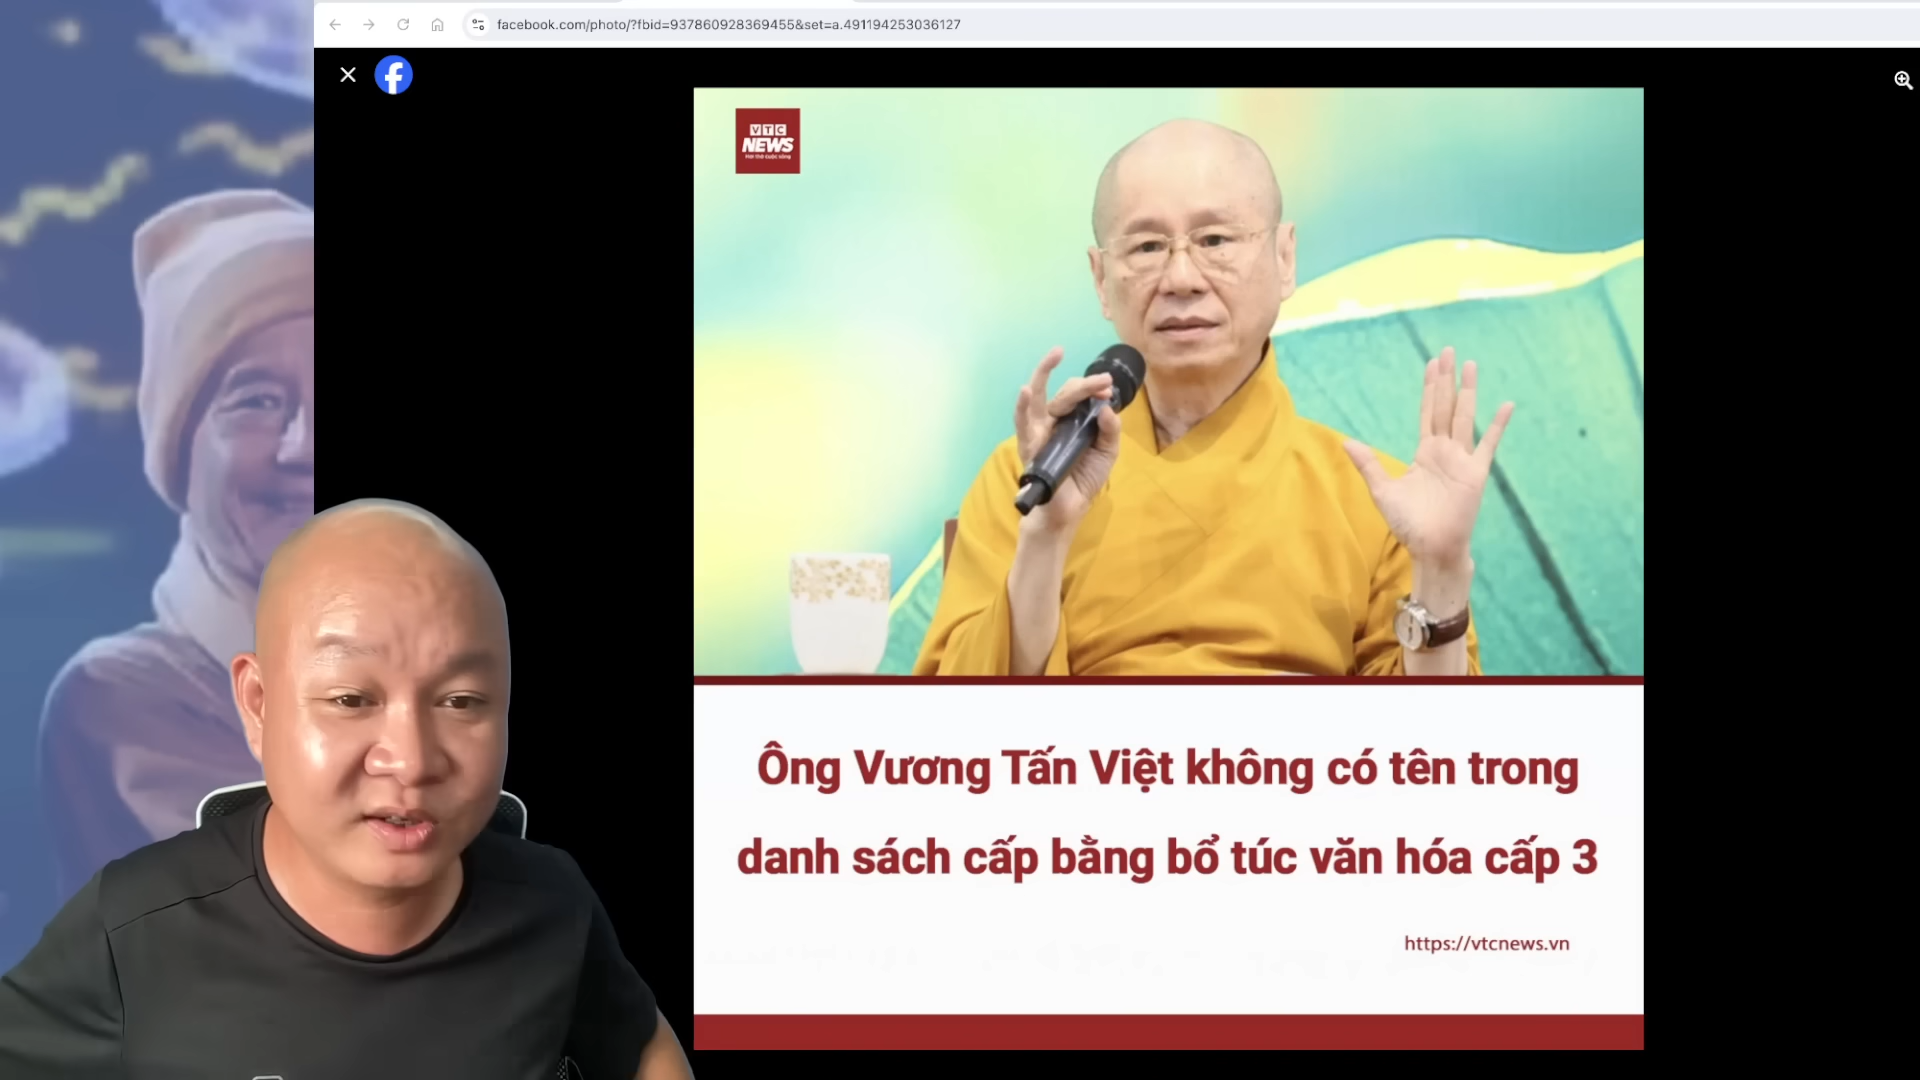 facebook.com/photo/?fbid=937860928369455&set=a.491194253036127
VTC
NEWS
Ông Vương Tấn Việt không có tên trong
danh sách cấp bằng bổ túc văn hóa cấp 3
https://vtcnews.vn